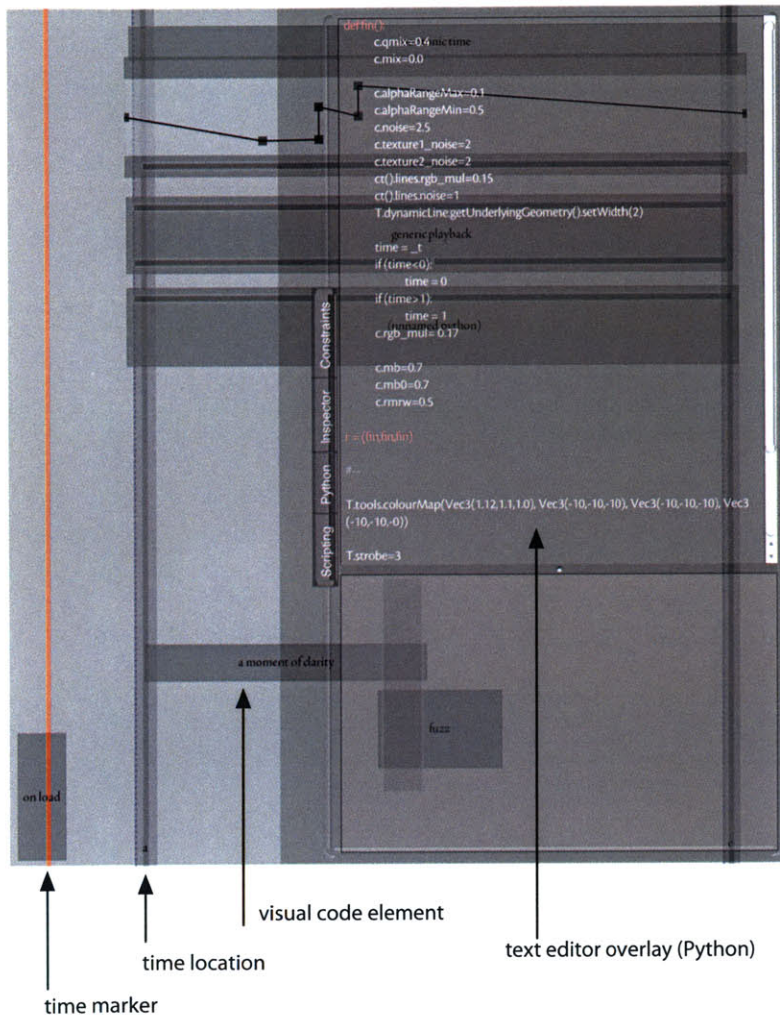 def fin():
c.qmix=0.4
c.mix=0.0
c.alphaRangeMax=0.1
c.alphaRangeMin=0.5
c.noise=2.5
c.texture1_noise=2
c.texture2_noise=2
ct().lines.rgb_mul=0.15
ct().lines.noise=1
T.dynamicLine.getUnderlyingGeometry().setWidth(2)
generic playback
time = _t
if (time<0):
time = 0
if (time>1):
time = 1
(unnamed python)
c.rgb_mul= 0.17
c.mb=0.7
c.mb0=0.7
c.rmrw=0.5
r = (fin,fin,fin)
#...
T.tools.colourMap(Vec3(1.12,1.1,1.0), Vec3(-10,-10,-10), Vec3(-10,-10,-10), Vec3
(-10,-10,-0))
T.strobe=3
Constraints
Inspector
Python
Scripting
a moment of clarity
fuzz
on load
visual code element
text editor overlay (Python)
time location
time marker